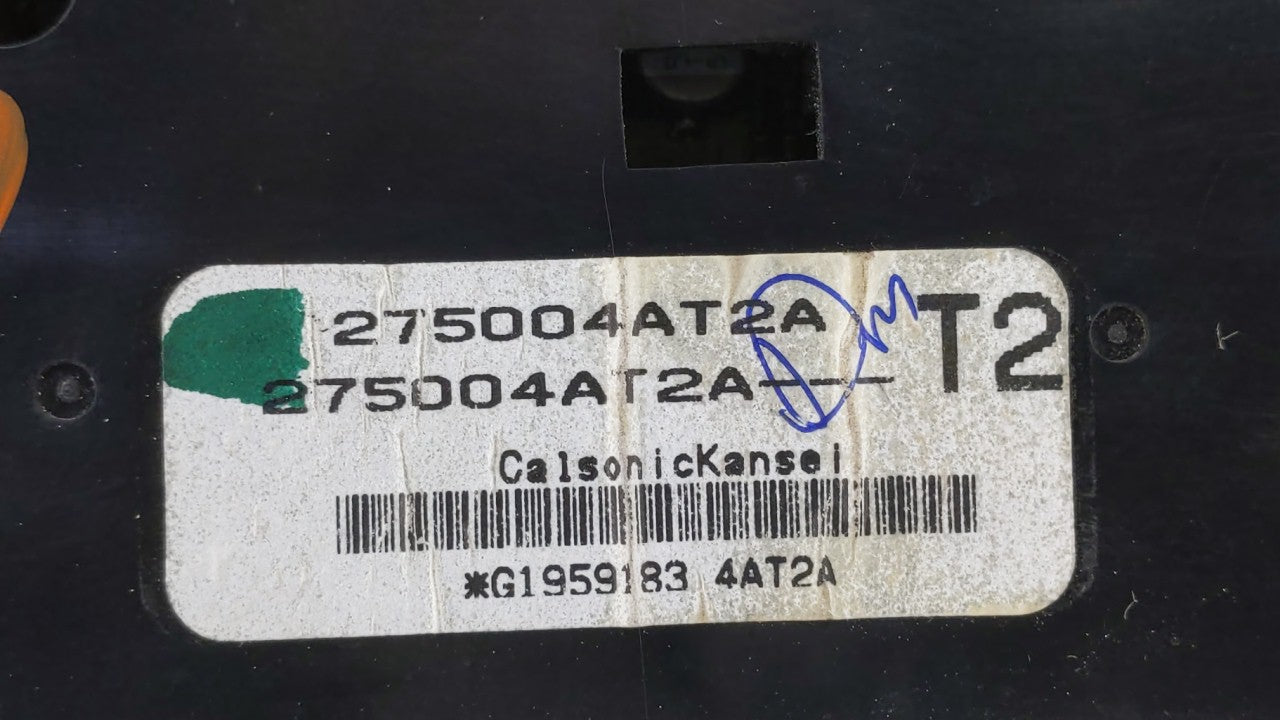 275004AT2A T2
275004AT2A----
CalsonicKansei
*G1959183 4AT2A